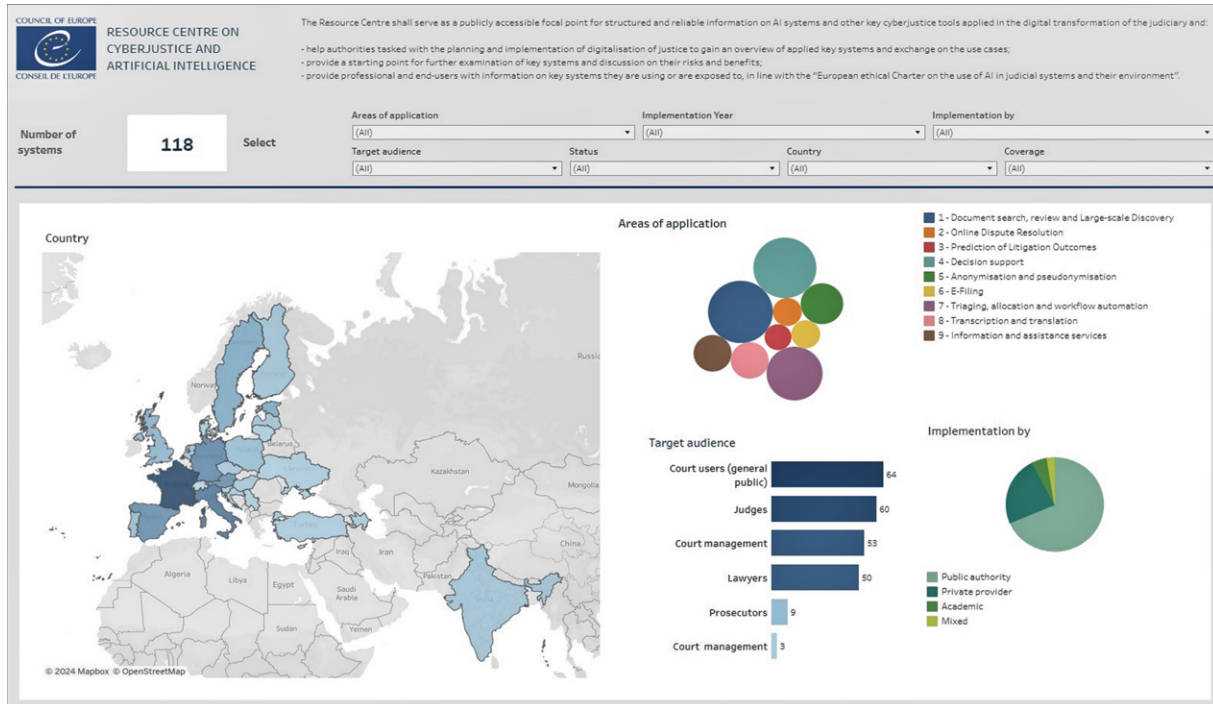 COUNCIL OF EUROPE
CONSEIL DE L'EUROPE
RESOURCE CENTRE ON
CYBERJUSTICE AND
ARTIFICIAL INTELLIGENCE
The Resource Centre shall serve as a publicly accessible focal point for structured and reliable information on AI systems and other key cyberjustice tools applied in the digital transformation of the judiciary and:
- help authorities tasked with the planning and implementation of digitalisation of justice to gain an overview of applied key systems and exchange on the use cases;
- provide a starting point for further examination of key systems and discussion on their risks and benefits;
- provide professional and end-users with information on key systems they are using or are exposed to, in line with the "European ethical Charter on the use of AI in judicial systems and their environment".
Number of
systems
118
Select
Areas of application
(All)
Implementation Year
(All)
Implementation by
(All)
Target audience
(All)
Status
(All)
Country
(All)
Coverage
(All)
Country
Russia
Norway
Belarus
Kazakhstan
Mongolia
China
Iraq
Iran
Pakistan
Algeria
Libya
Egypt
Saudi
Arabia
Sudan
Yemen
Turkey
© 2024 Mapbox © OpenStreetMap
Areas of application
1 - Document search, review and Large-scale Discovery
2 - Online Dispute Resolution
3 - Prediction of Litigation Outcomes
4 - Decision support
5 - Anonymisation and pseudonymisation
6 - E-Filing
7 - Triaging, allocation and workflow automation
8 - Transcription and translation
9 - Information and assistance services
Target audience
Court users (general
public)
64
Judges
60
Court management
53
Lawyers
50
Prosecutors
9
Court  management
3
Implementation by
Public authority
Private provider
Academic
Mixed